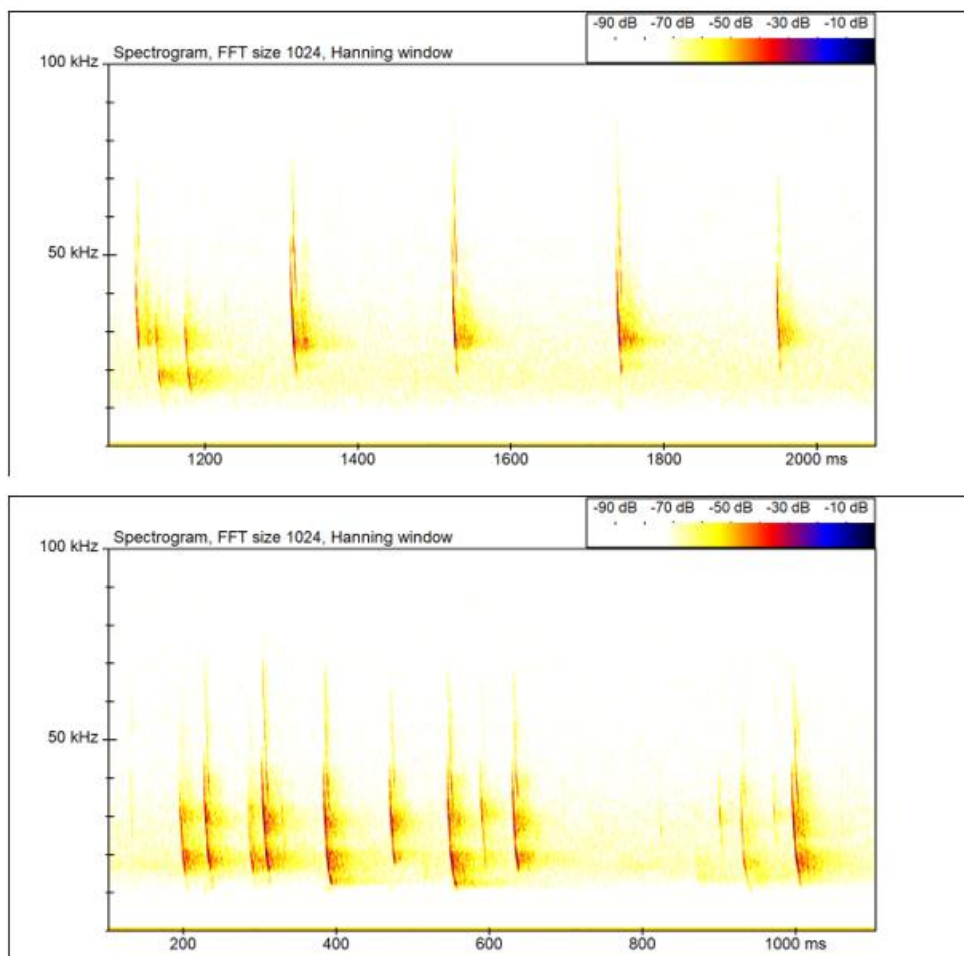 -90 dB -70 dB -50 dB -30 dB -10 dB
Spectrogram, FFT size 1024, Hanning window
100 kHz
50 kHz
1200 1400 1600 1800 2000 ms
-90 dB -70 dB -50 dB -30 dB -10 dB
Spectrogram, FFT size 1024, Hanning window
100 kHz
50 kHz
200 400 600 800 1000 ms